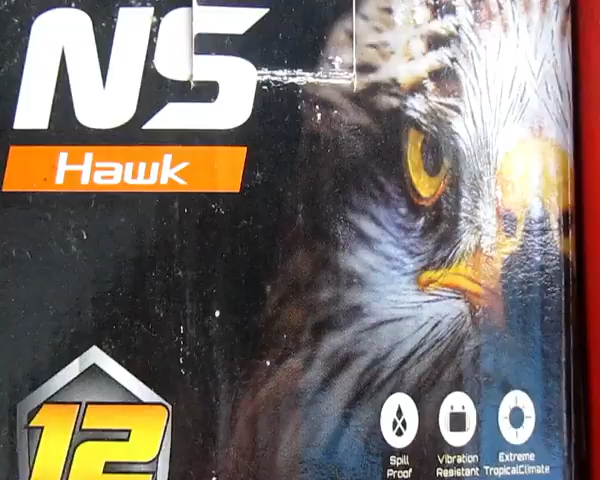 NS
Hawk
12
Spill
Proof
Vibration
Resistant
Extreme
TropicalClimate